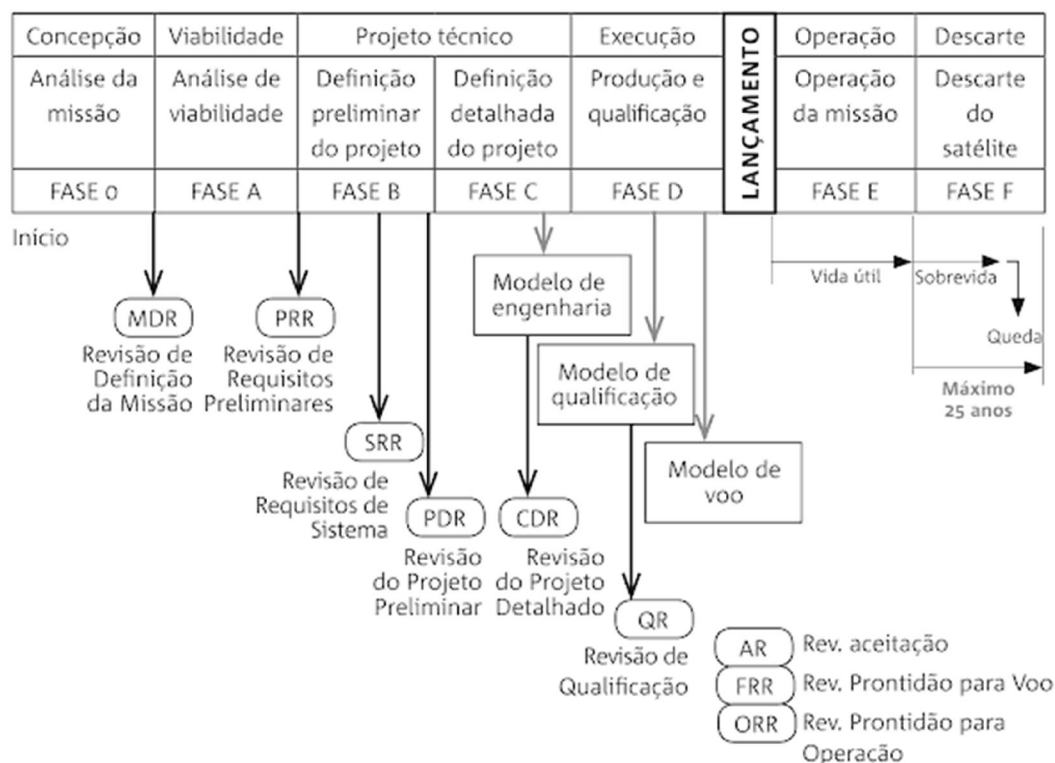 Concepção
Viabilidade
Projeto técnico
Execução
LANÇAMENTO
Operação
Descarte
Análise da
missão
Análise de
viabilidade
Definição
preliminar
do projeto
Definição
detalhada
do projeto
Produção e
qualificação
Operação
da missão
Descarte
do
satélite
FASE 0
FASE A
FASE B
FASE C
FASE D
FASE E
FASE F
Início
Vida útil
Sobrevida
Queda
Máximo
25 anos
Modelo de
engenharia
MDR
Revisão de
Definição
da Missão
PRR
Revisão de
Requisitos
Preliminares
Modelo de
qualificação
SRR
Revisão de
Requisitos de
Sistema
Modelo de
voo
PDR
Revisão
do Projeto
Preliminar
CDR
Revisão
do Projeto
Detalhado
QR
Revisão de
Qualificação
AR
Rev. aceitação
FRR
Rev. Prontidão para Voo
ORR
Rev. Prontidão para
Operação